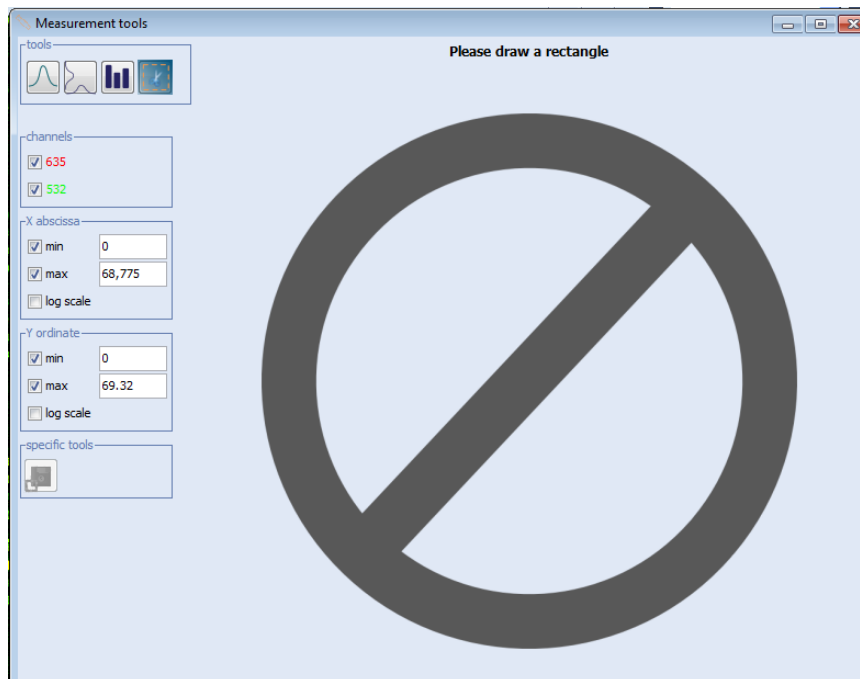 Measurement tools
tools
Please draw a rectangle
channels
635
532
X abscissa
min 0
max 68,775
log scale
Y ordinate
min 0
max 69.32
log scale
specific tools